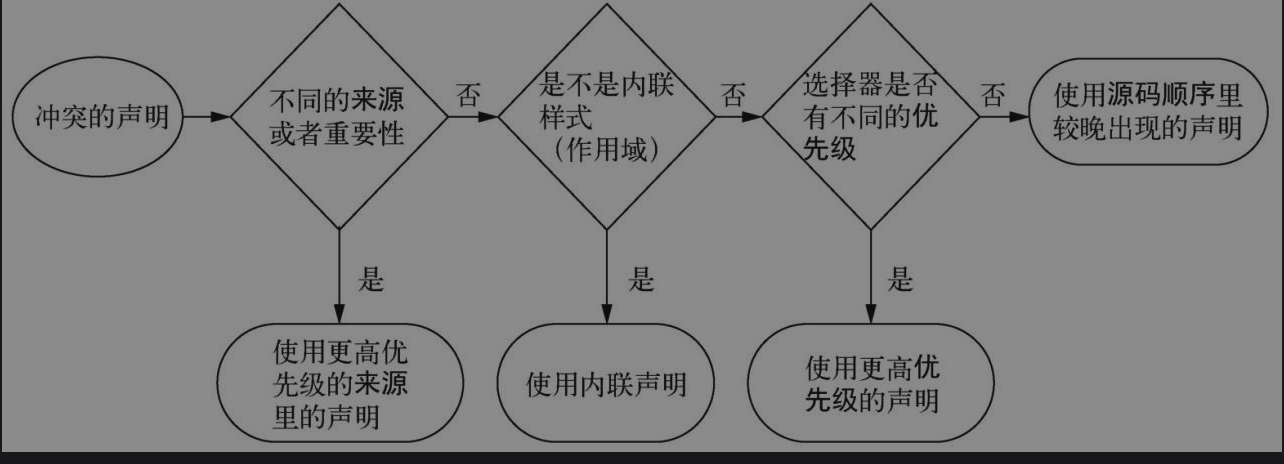 冲突的声明
不同的来源
或者重要性
否
是不是内联
样式
（作用域）
否
选择器是否
有不同的优
先级
否
使用源码顺序里
较晚出现的声明
是
是
是
使用更高优
先级的来源
里的声明
使用内联声明
使用更高优
先级的声明